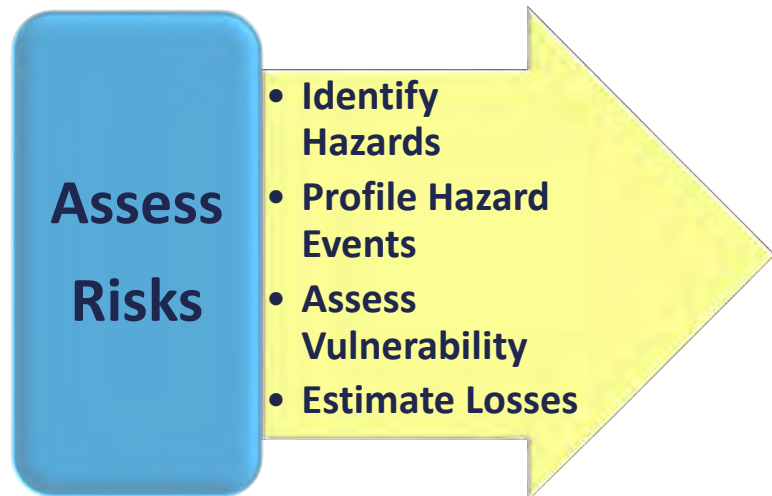 Assess
Risks
• Identify
Hazards
• Profile Hazard
Events
• Assess
Vulnerability
• Estimate Losses